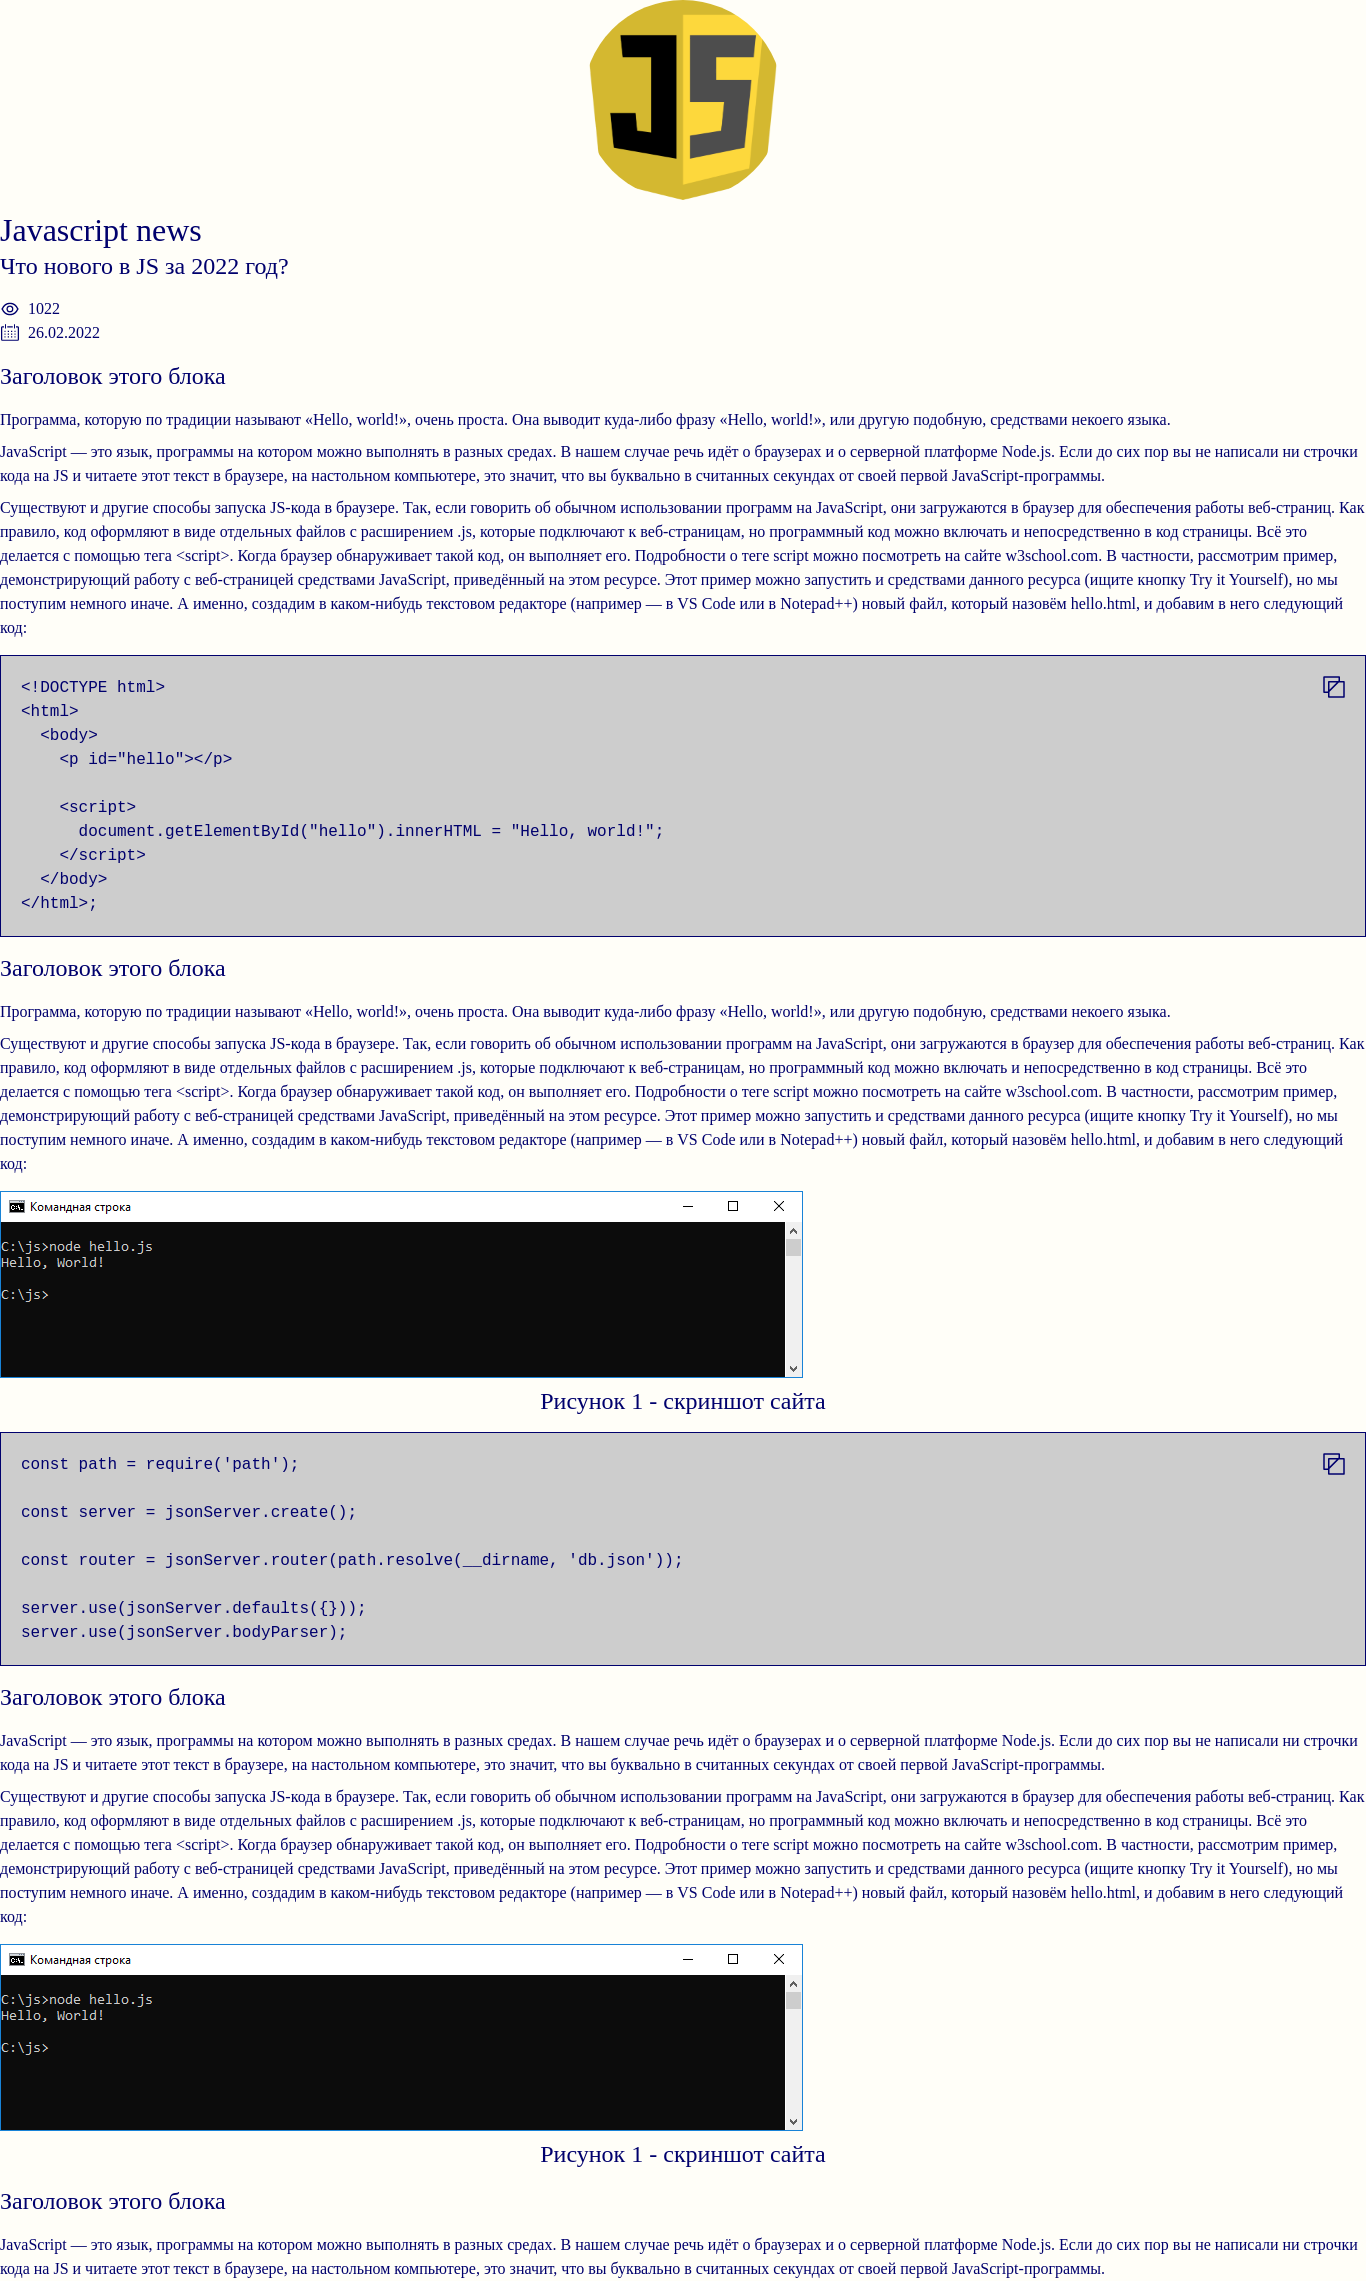 JS
Javascript news
Что нового в JS за 2022 год?
1022
26.02.2022
Заголовок этого блока
Программа, которую по традиции называют «Hello, world!», очень проста. Она выводит куда-либо фразу «Hello, world!», или другую подобную, средствами некоего языка.
JavaScript — это язык, программы на котором можно выполнять в разных средах. В нашем случае речь идёт о браузерах и о серверной платформе Node.js. Если до сих пор вы не написали ни строчки
кода на JS и читаете этот текст в браузере, на настольном компьютере, это значит, что вы буквально в считанных секундах от своей первой JavaScript-программы.
Существуют и другие способы запуска JS-кода в браузере. Так, если говорить об обычном использовании программ на JavaScript, они загружаются в браузер для обеспечения работы веб-страниц. Как
правило, код оформляют в виде отдельных файлов с расширением .js, которые подключают к веб-страницам, но программный код можно включать и непосредственно в код страницы. Всё это
делается с помощью тега <script>. Когда браузер обнаруживает такой код, он выполняет его. Подробности о теге script можно посмотреть на сайте w3school.com. В частности, рассмотрим пример,
демонстрирующий работу с веб-страницей средствами JavaScript, приведённый на этом ресурсе. Этот пример можно запустить и средствами данного ресурса (ищите кнопку Try it Yourself), но мы
поступим немного иначе. А именно, создадим в каком-нибудь текстовом редакторе (например — в VS Code или в Notepad++) новый файл, который назовём hello.html, и добавим в него следующий
код:
<!DOCTYPE html>
<html>
  <body>
    <p id="hello"></p>

    <script>
      document.getElementById("hello").innerHTML = "Hello, world!";
    </script>
  </body>
</html>;
Заголовок этого блока
Программа, которую по традиции называют «Hello, world!», очень проста. Она выводит куда-либо фразу «Hello, world!», или другую подобную, средствами некоего языка.
Существуют и другие способы запуска JS-кода в браузере. Так, если говорить об обычном использовании программ на JavaScript, они загружаются в браузер для обеспечения работы веб-страниц. Как
правило, код оформляют в виде отдельных файлов с расширением .js, которые подключают к веб-страницам, но программный код можно включать и непосредственно в код страницы. Всё это
делается с помощью тега <script>. Когда браузер обнаруживает такой код, он выполняет его. Подробности о теге script можно посмотреть на сайте w3school.com. В частности, рассмотрим пример,
демонстрирующий работу с веб-страницей средствами JavaScript, приведённый на этом ресурсе. Этот пример можно запустить и средствами данного ресурса (ищите кнопку Try it Yourself), но мы
поступим немного иначе. А именно, создадим в каком-нибудь текстовом редакторе (например — в VS Code или в Notepad++) новый файл, который назовём hello.html, и добавим в него следующий
код:
Командная строка
C:\js>node hello.js
Hello, World!
C:\js>
Рисунок 1 - скриншот сайта
const path = require('path');

const server = jsonServer.create();

const router = jsonServer.router(path.resolve(__dirname, 'db.json'));

server.use(jsonServer.defaults({}));
server.use(jsonServer.bodyParser);
Заголовок этого блока
JavaScript — это язык, программы на котором можно выполнять в разных средах. В нашем случае речь идёт о браузерах и о серверной платформе Node.js. Если до сих пор вы не написали ни строчки
кода на JS и читаете этот текст в браузере, на настольном компьютере, это значит, что вы буквально в считанных секундах от своей первой JavaScript-программы.
Существуют и другие способы запуска JS-кода в браузере. Так, если говорить об обычном использовании программ на JavaScript, они загружаются в браузер для обеспечения работы веб-страниц. Как
правило, код оформляют в виде отдельных файлов с расширением .js, которые подключают к веб-страницам, но программный код можно включать и непосредственно в код страницы. Всё это
делается с помощью тега <script>. Когда браузер обнаруживает такой код, он выполняет его. Подробности о теге script можно посмотреть на сайте w3school.com. В частности, рассмотрим пример,
демонстрирующий работу с веб-страницей средствами JavaScript, приведённый на этом ресурсе. Этот пример можно запустить и средствами данного ресурса (ищите кнопку Try it Yourself), но мы
поступим немного иначе. А именно, создадим в каком-нибудь текстовом редакторе (например — в VS Code или в Notepad++) новый файл, который назовём hello.html, и добавим в него следующий
код:
Командная строка
C:\js>node hello.js
Hello, World!
C:\js>
Рисунок 1 - скриншот сайта
Заголовок этого блока
JavaScript — это язык, программы на котором можно выполнять в разных средах. В нашем случае речь идёт о браузерах и о серверной платформе Node.js. Если до сих пор вы не написали ни строчки
кода на JS и читаете этот текст в браузере, на настольном компьютере, это значит, что вы буквально в считанных секундах от своей первой JavaScript-программы.